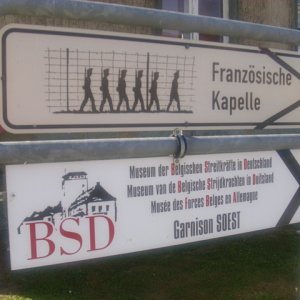 Französische
Kapelle
Museum der Belgischen Streitkräfte in Deutschland
Museum van de Belgische Strijdkrachten in Duitsland
Musée des Forces Belges en Allemagne
BSD
Garnison SOEST